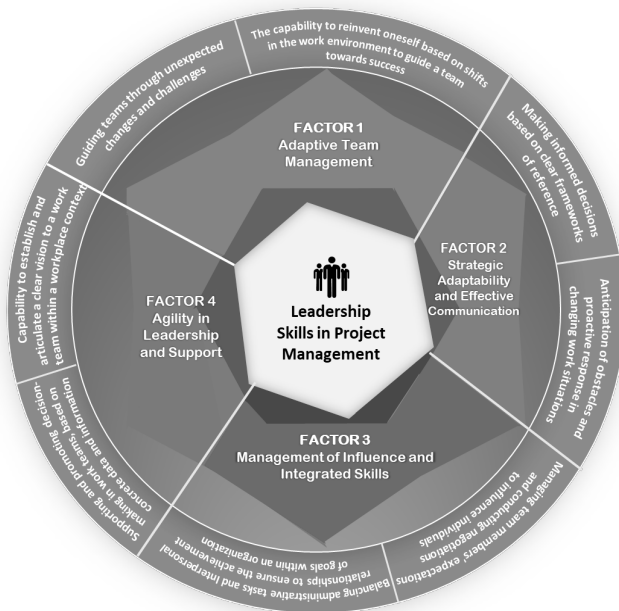 The capability to reinvent oneself based on shifts
in the work environment to guide a team
towards success
Making informed decisions
based on clear frameworks
of reference
Anticipation of obstacles and
proactive response in
changing work situations
Managing team members' expectations
and conducting negotiations
to influence individuals
Balancing administrative tasks and Interpersonal
relationships to ensure the achievement
of goals within an organization
Supporting and promoting decision-
making in work teams, based on
concrete data and information
Capability to establish and
articulate a clear vision to a work
team within a workplace context
Guiding teams through unexpected
changes and challenges
FACTOR 1
Adaptive Team
Management
FACTOR 2
Strategic
Adaptability
and Effective
Communication
FACTOR 3
Management of Influence and
Integrated Skills
FACTOR 4
Agility in
Leadership
and Support
Leadership
Skills in Project
Management